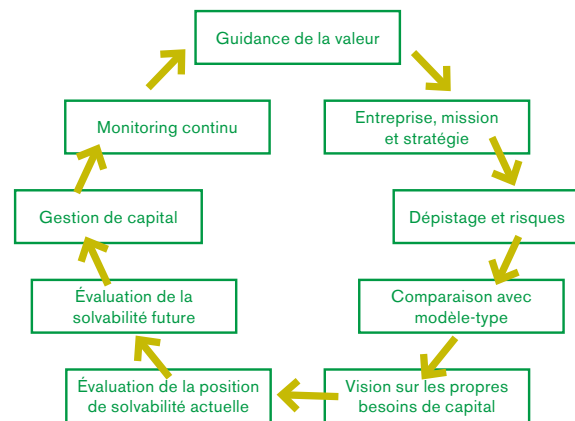 Guidance de la valeur
Entreprise, mission
et stratégie
Dépistage et risques
Comparaison avec
modèle-type
Vision sur les propres
besoins de capital
Évaluation de la position
de solvabilité actuelle
Évaluation de la
solvabilité future
Gestion de capital
Monitoring continu